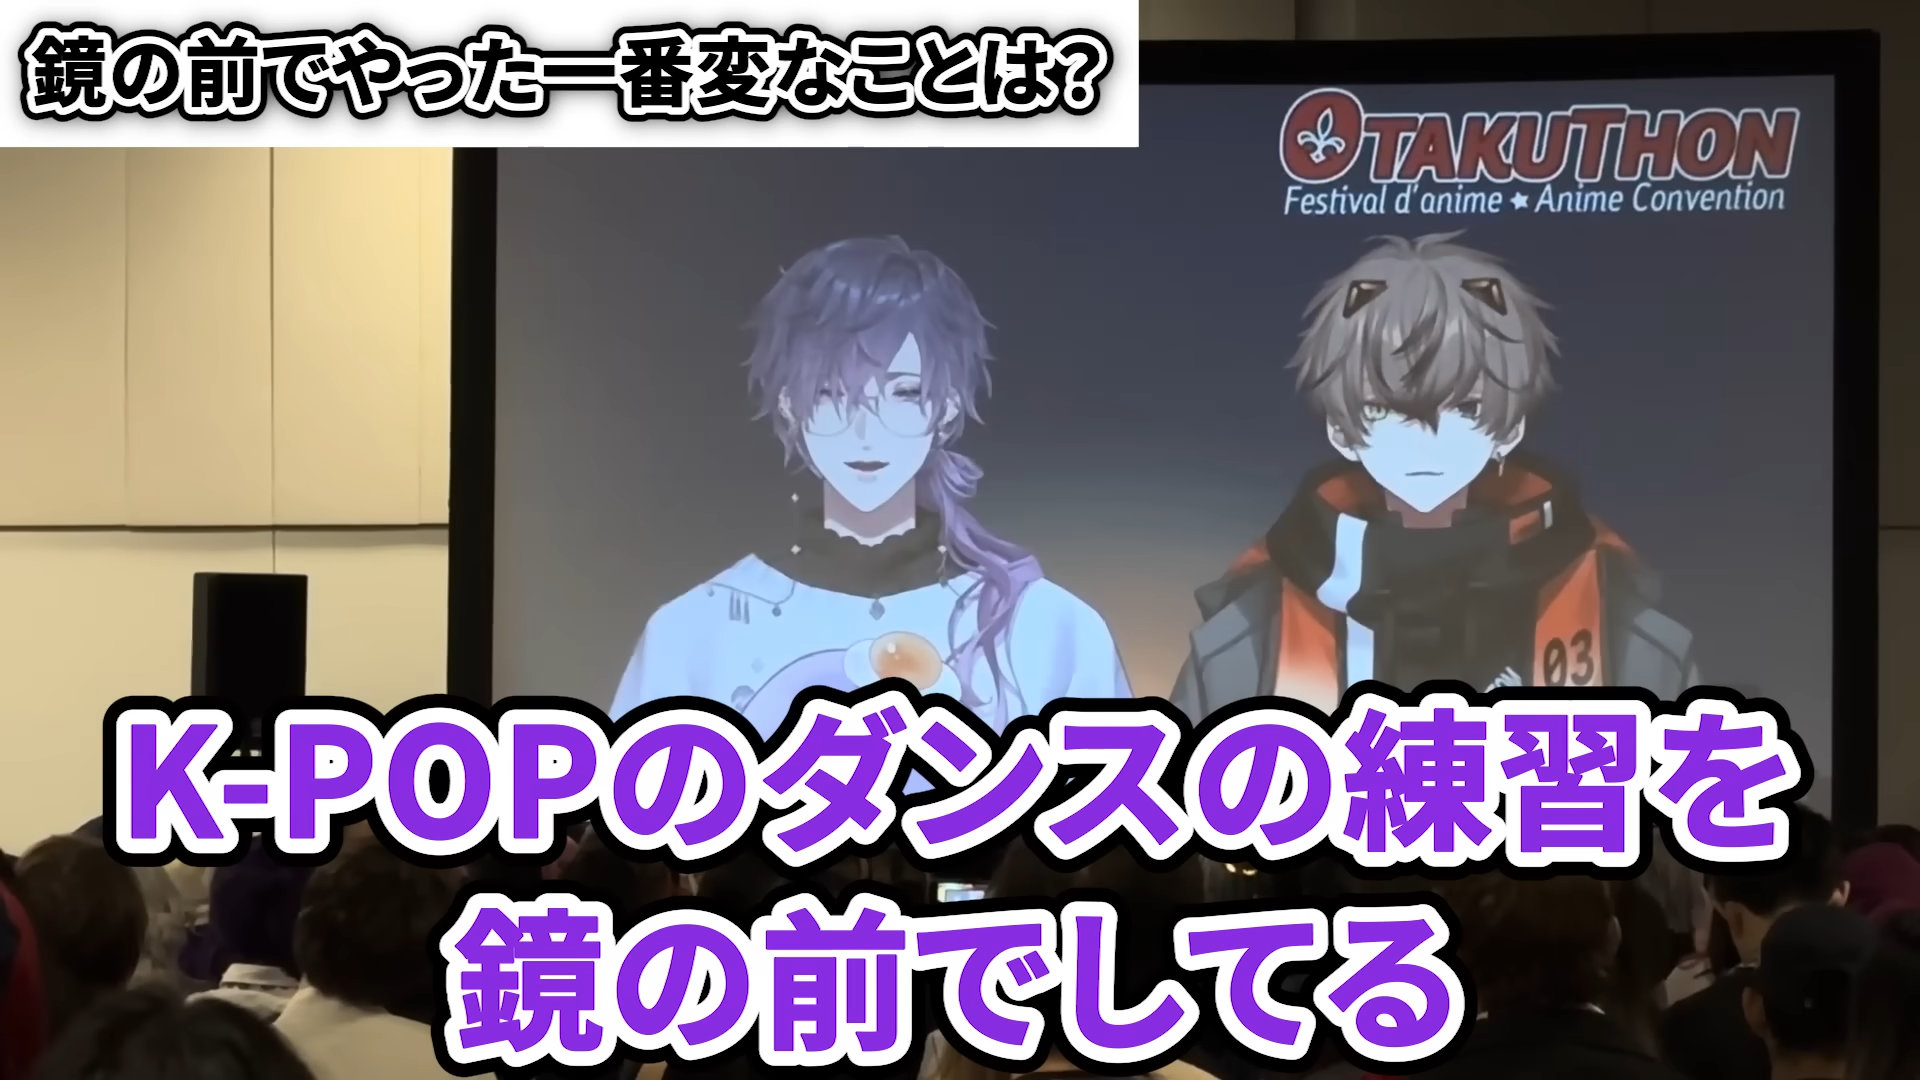 鏡の前でやった一番変なことは?
OTAKUTHON
Festival d'anime ★ Anime Convention
03
K-POPのダンスの練習を
鏡の前でしてる